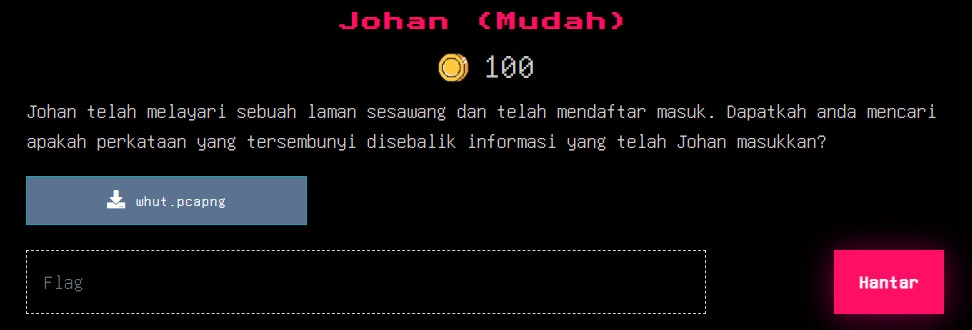 Johan (Mudah)
100
Johan telah melayari sebuah laman sesawang dan telah mendaftar masuk. Dapatkah anda mencari
apakah perkataan yang tersembunyi disebalik informasi yang telah Johan masukkan?
whut.pcapng
Flag
Hantar